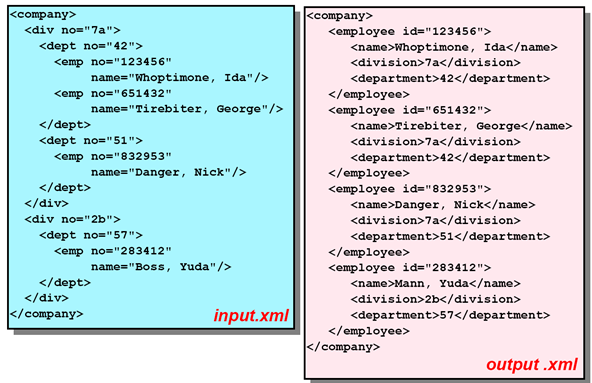 <company>
<div no="7a">
<dept no="42">
<emp no="123456"
name="Whoptimone, Ida"/>
<emp no="651432"
name="Tirebiter, George"/>
</dept>
<dept no="51">
<emp no="832953"
name="Danger, Nick"/>
</dept>
</div>
<div no="2b">
<dept no="57">
<emp no="283412"
name="Boss, Yuda"/>
</dept>
</div>
</company>
input.xml
<company>
<employee id="123456">
<name>Whoptimone, Ida</name>
<division>7a</division>
<department>42</department>
</employee>
<employee id="651432">
<name>Tirebiter, George</name>
<division>7a</division>
<department>42</department>
</employee>
<employee id="832953">
<name>Danger, Nick</name>
<division>7a</division>
<department>51</department>
</employee>
<employee id="283412">
<name>Mann, Yuda</name>
<division>2b</division>
<department>57</department>
</employee>
</company>
output .xml